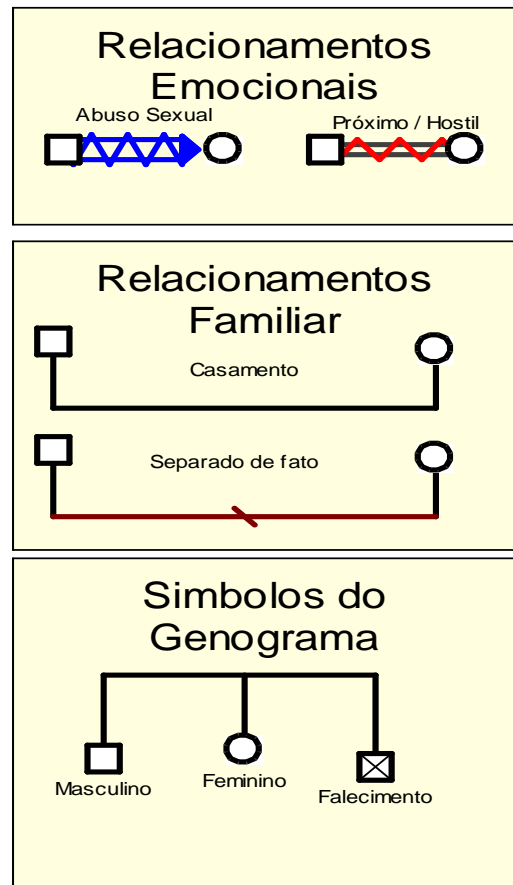 Relacionamentos
Emocionais
Abuso Sexual
Próximo / Hostil
Relacionamentos
Familiar
Casamento
Separado de fato
Simbolos do
Genograma
Masculino
Feminino
Falecimento